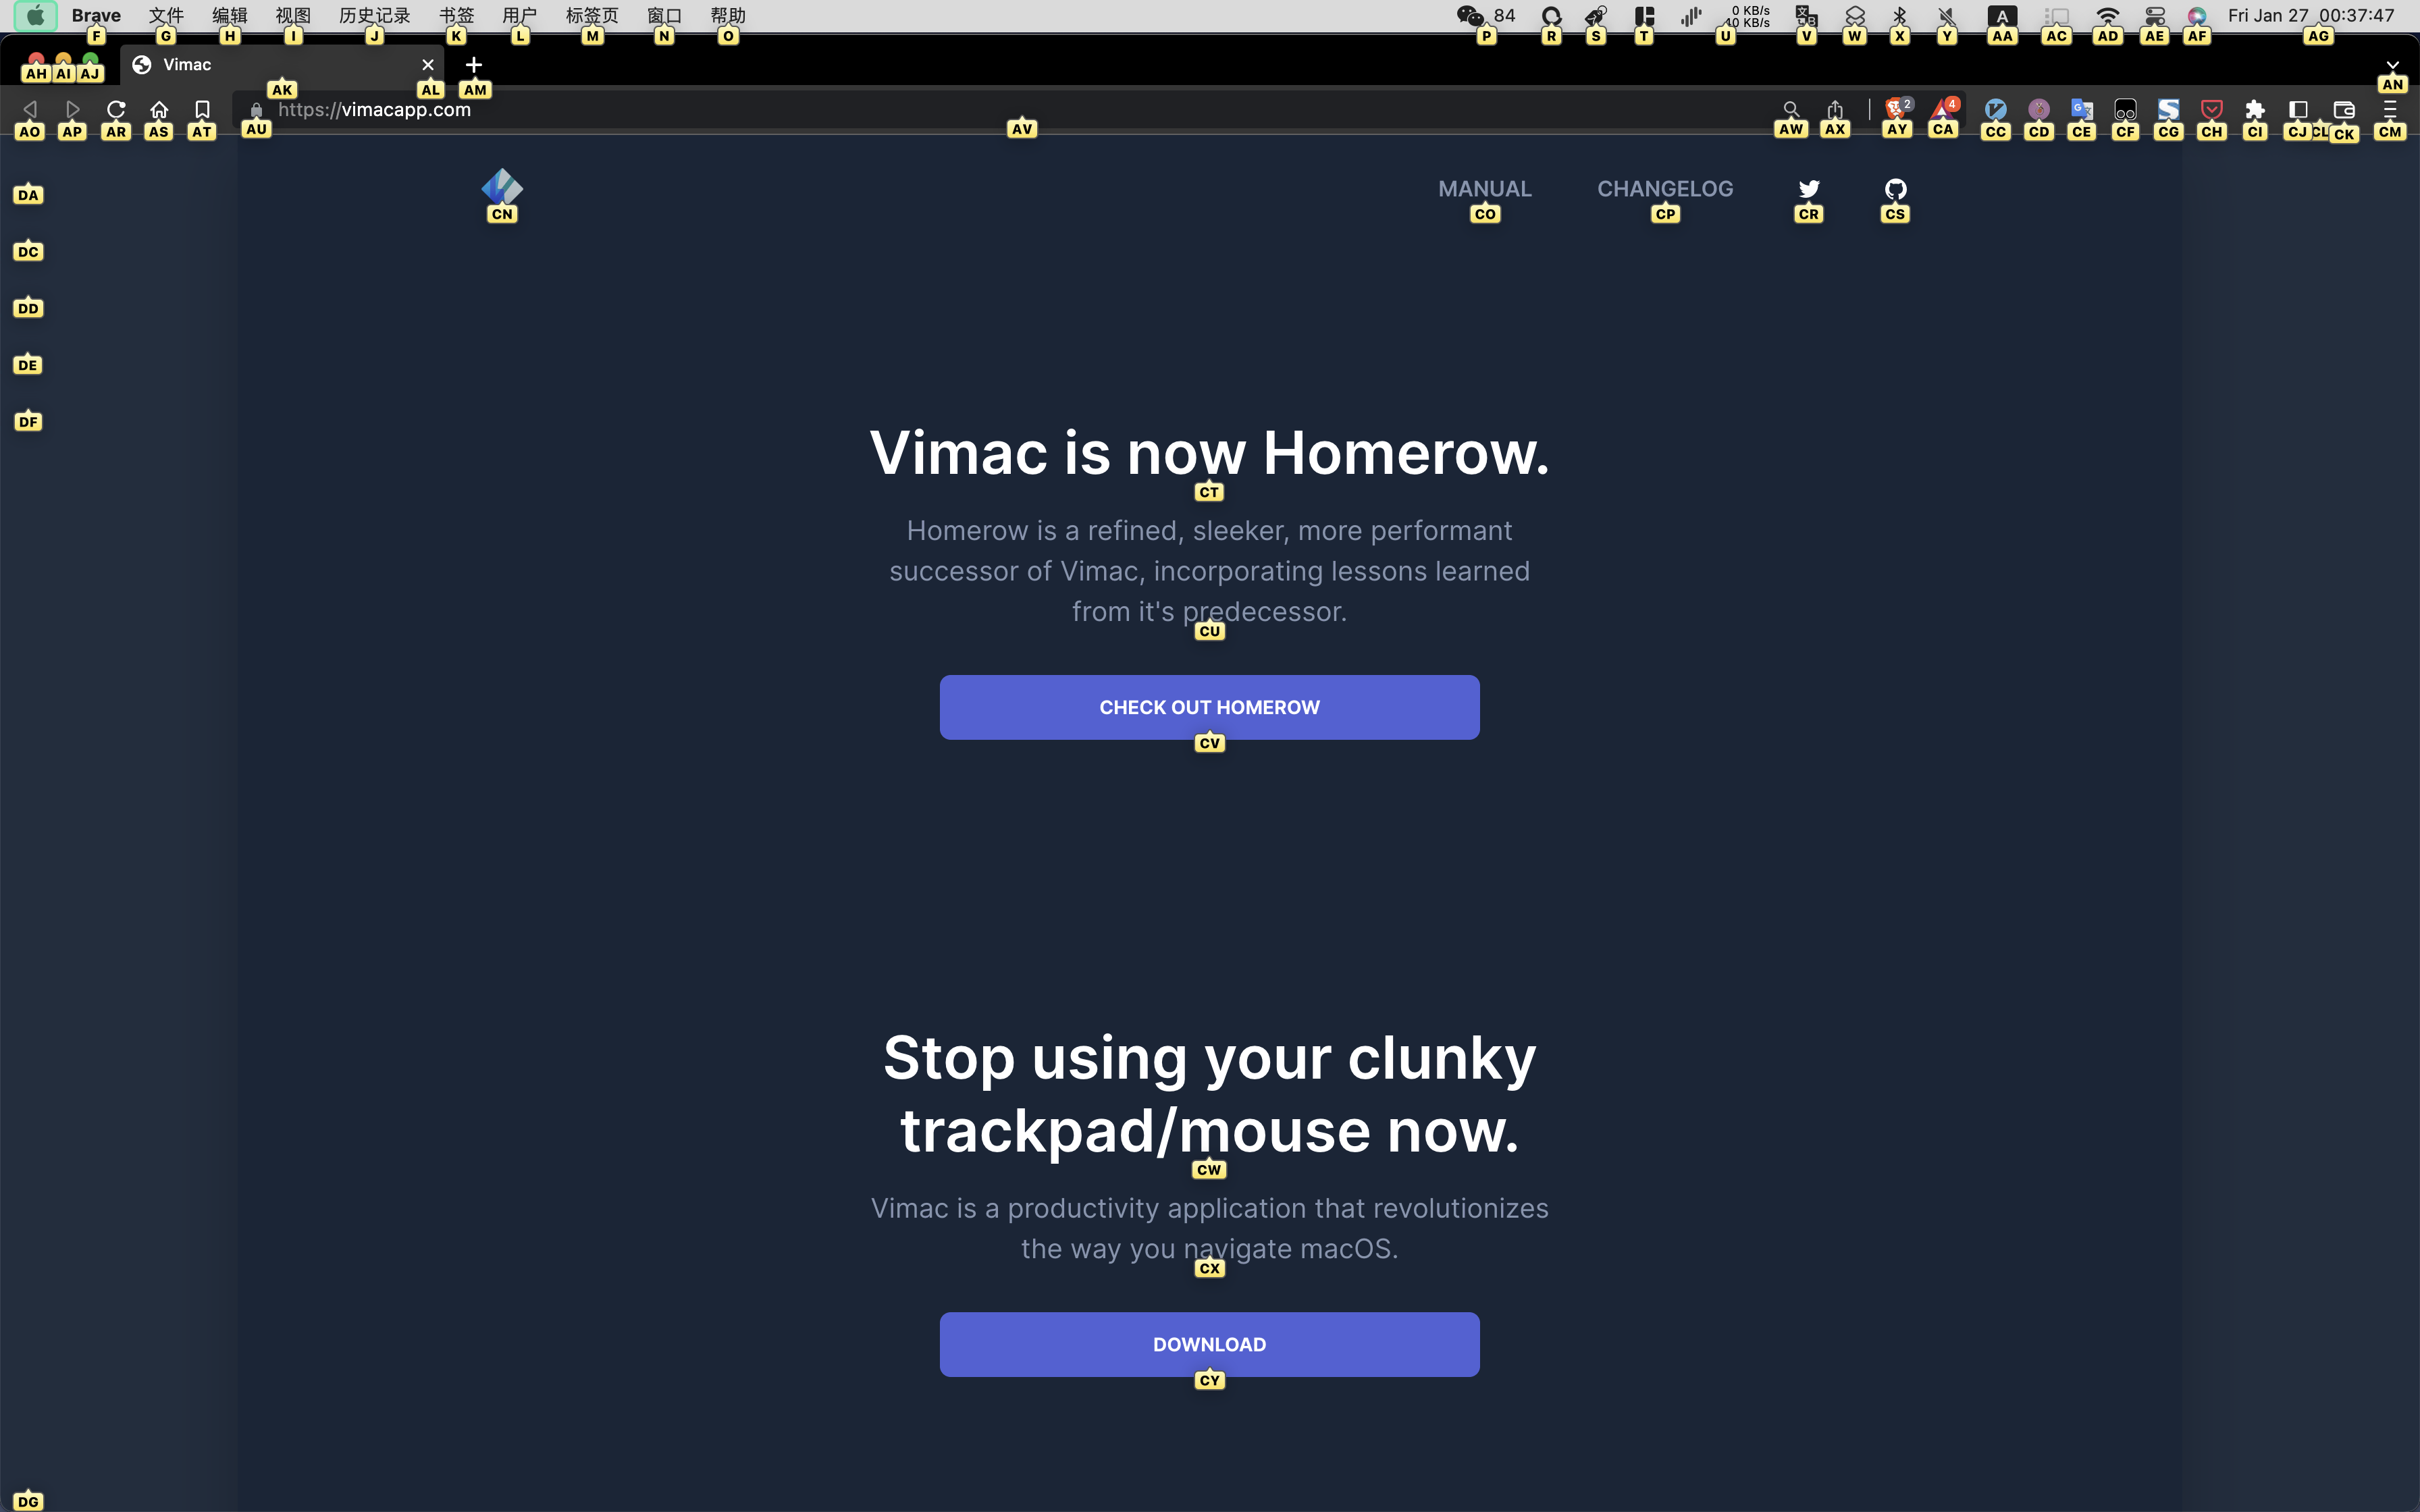 Brave 文件 编辑 视图 历史记录 书签 用户 标签页 窗口 帮助 84 0 KB/s A Fri Jan 27 00:37:47
10 KB/s
F G H I J K L M N O P R S T U V W X Y AA AC AD AE AF AG
Vimac
AH AI AJ AK AL AM AN
https://vimacapp.com 2 4
AO AP AR AS AT AU AV AW AX AY CA CC CD CE CF CG CH CI CJ CL CK CM
MANUAL CHANGELOG
DA CN CO CP CR CS
DC
DD
DE
DF
Vimac is now Homerow.
CT
Homerow is a refined, sleeker, more performant
successor of Vimac, incorporating lessons learned
from it's predecessor.
CU
CHECK OUT HOMEROW
CV
Stop using your clunky
trackpad/mouse now.
CW
Vimac is a productivity application that revolutionizes
the way you navigate macOS.
CX
DOWNLOAD
CY
DG